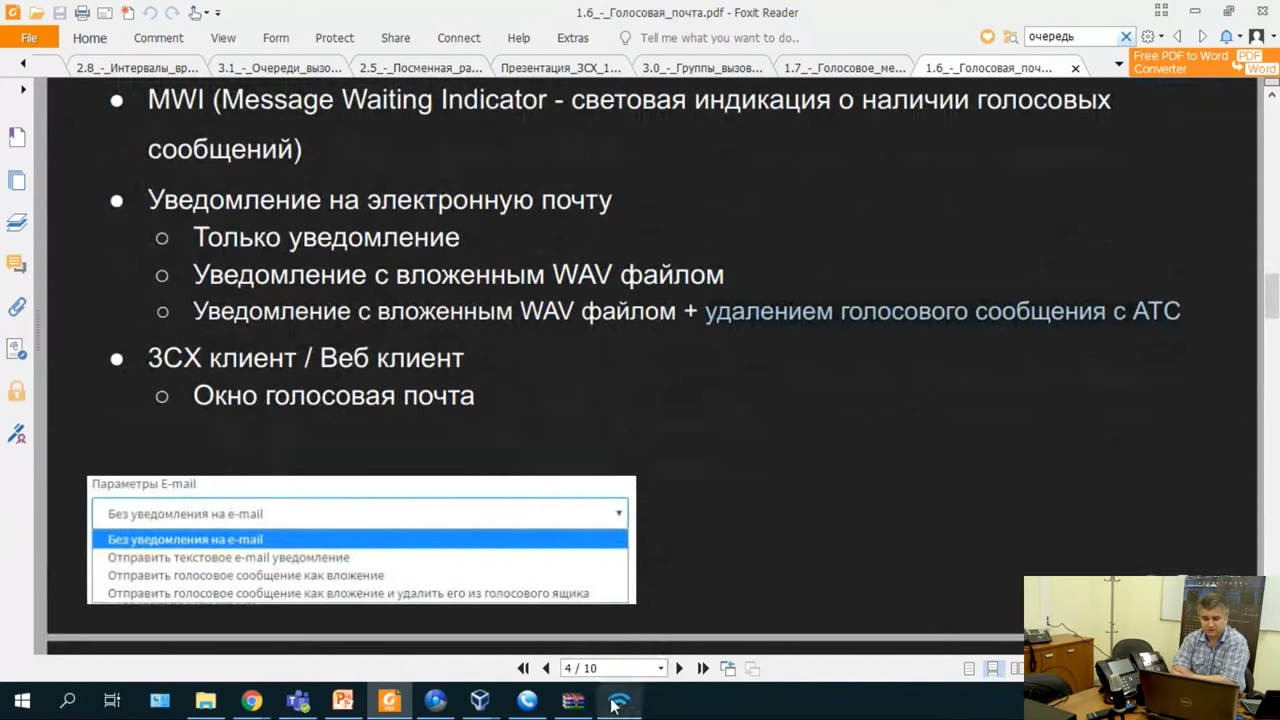 1.6_-_Голосовая_почта.pdf - Foxit Reader
File Home Comment View Form Protect Share Connect Help Extras Tell me what you want to do.. очередь
2.8_-_Интервалы_вр... 3.1_-_Очереди_вызо... 2.5_-_Посменная_ра... Презентация_3CX_1... 3.0_-_Группы_вызов... 1.7_-_Голосовое_ме... 1.6_-_Голосовая_поч...
Free PDF to Word
Converter
PDF
Word
● MWI (Message Waiting Indicator - световая индикация о наличии голосовых
сообщений)
● Уведомление на электронную почту
○ Только уведомление
○ Уведомление с вложенным WAV файлом
○ Уведомление с вложенным WAV файлом + удалением голосового сообщения с АТС
● 3CX клиент / Веб клиент
○ Окно голосовая почта
Параметры E-mail
Без уведомления на e-mail
Без уведомления на e-mail
Отправить текстовое e-mail уведомление
Отправить голосовое сообщение как вложение
Отправить голосовое сообщение как вложение и удалить его из голосового ящика
4 / 10